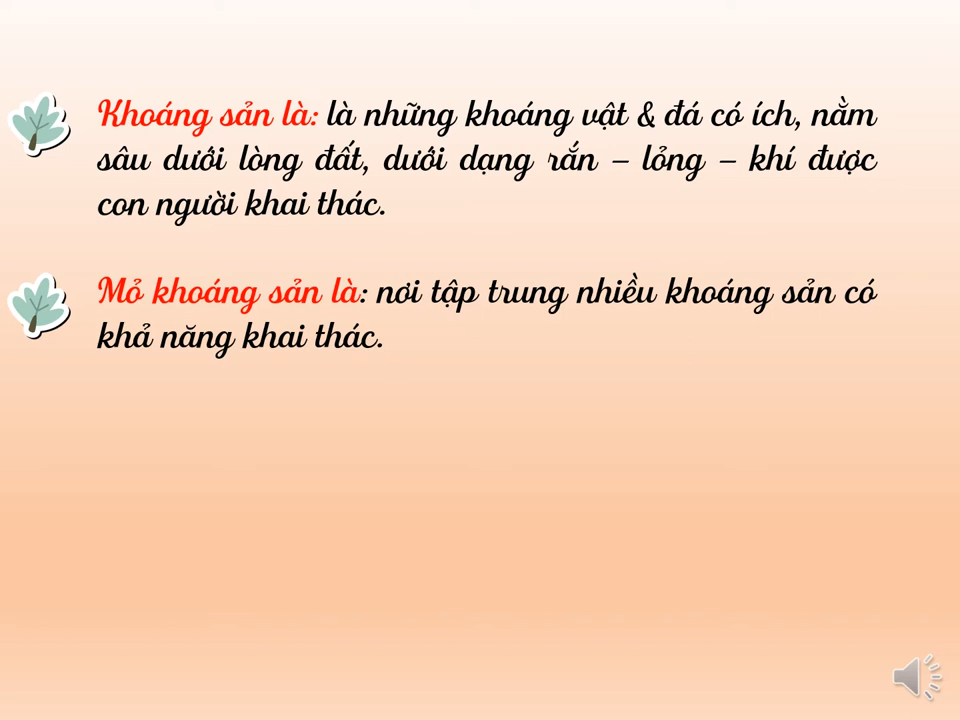 Khoáng sản là: là những khoáng vật & đá có ích, nằm
sâu dưới lòng đất, dưới dạng rắn – lỏng – khí được
con người khai thác.
Mỏ khoáng sản là: nơi tập trung nhiều khoáng sản có
khả năng khai thác.